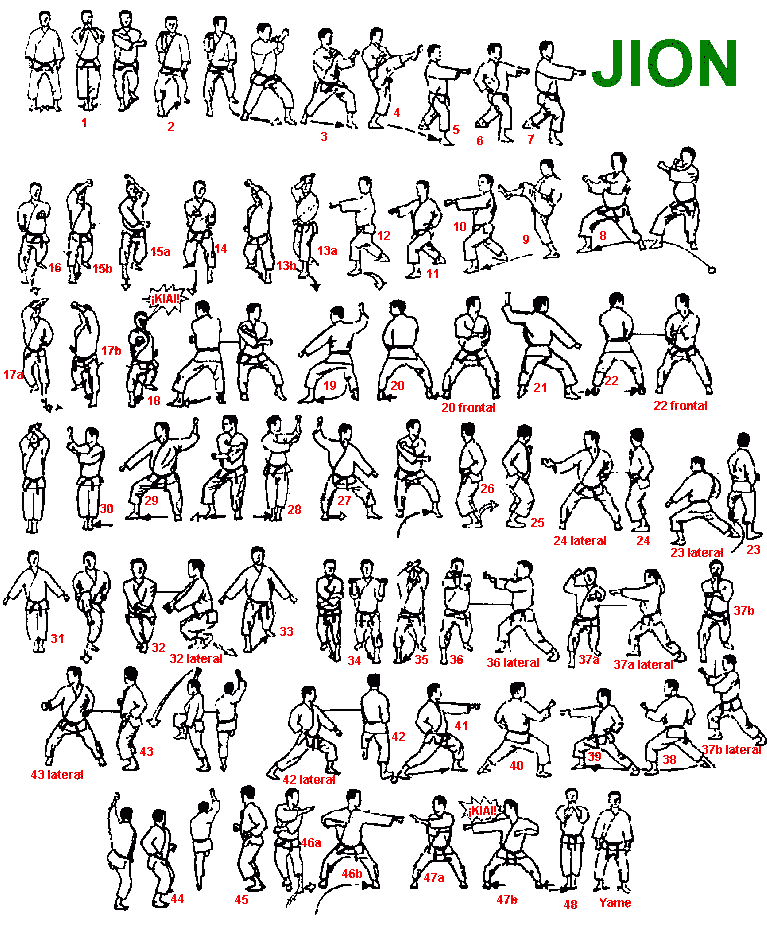 JION
1 2 3 4 5 6 7
16 15b 15a 14 13b 13a 12 11 10 9 8
¡KIAI!
17a 17b 18 19 20 20 frontal 21 22 22 frontal
30 29 28 27 26 25 24 lateral 24 23 lateral 23
31 32 32 lateral 33 34 35 36 36 lateral 37a 37a lateral 37b
43 lateral 43 42 lateral 42 41 40 39 38 37b lateral
¡KIAI!
44 45 46a 46b 47a 47b 48 Yame